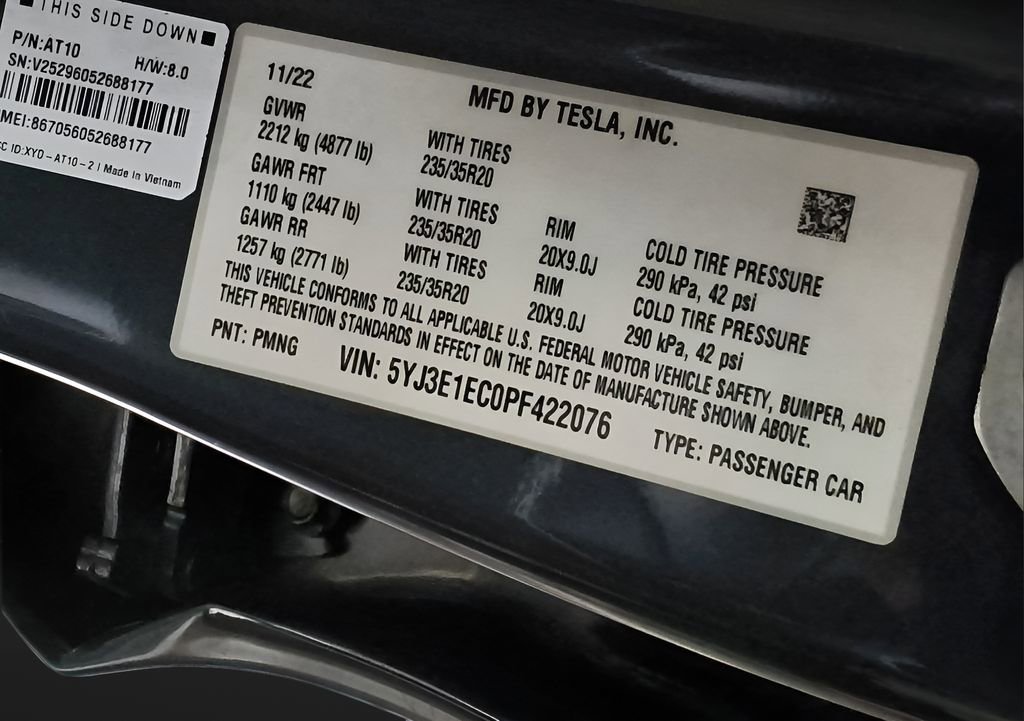 THIS SIDE DOWN
P/N:AT10 H/W:8.0
SN:V25296052688177
MEI:867056052688177
CC ID:XYO-AT10-2 | Made In Vietnam
11/22 MFD BY TESLA, INC.
GVWR
2212 kg (4877 lb) WITH TIRES
235/35R20
GAWR FRT
1110 kg (2447 lb) WITH TIRES RIM COLD TIRE PRESSURE
235/35R20 20X9.0J 290 kPa, 42 psi
GAWR RR
1257 kg (2771 lb) WITH TIRES RIM COLD TIRE PRESSURE
235/35R20 20X9.0J 290 kPa, 42 psi
THIS VEHICLE CONFORMS TO ALL APPLICABLE U.S. FEDERAL MOTOR VEHICLE SAFETY, BUMPER, AND
THEFT PREVENTION STANDARDS IN EFFECT ON THE DATE OF MANUFACTURE SHOWN ABOVE.
PNT: PMNG VIN: 5YJ3E1EC0PF422076 TYPE: PASSENGER CAR